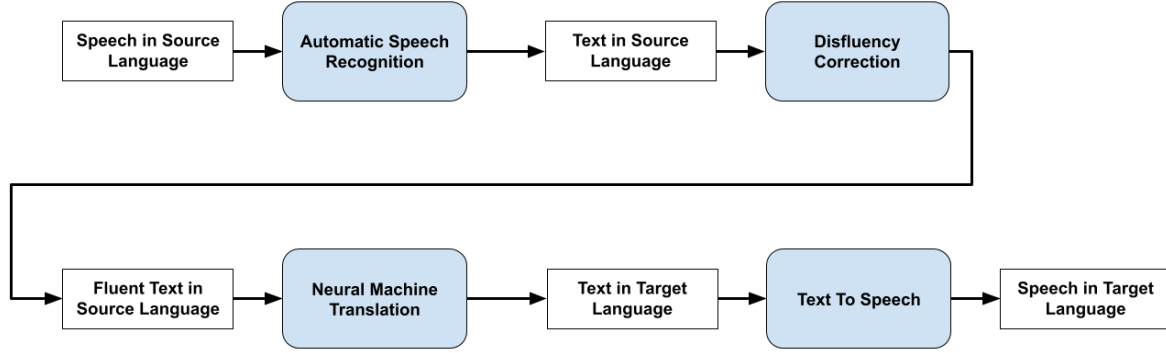 Speech in Source
Language
Automatic Speech
Recognition
Text in Source
Language
Disfluency
Correction
Fluent Text in
Source Language
Neural Machine
Translation
Text in Target
Language
Text To Speech
Speech in Target
Language